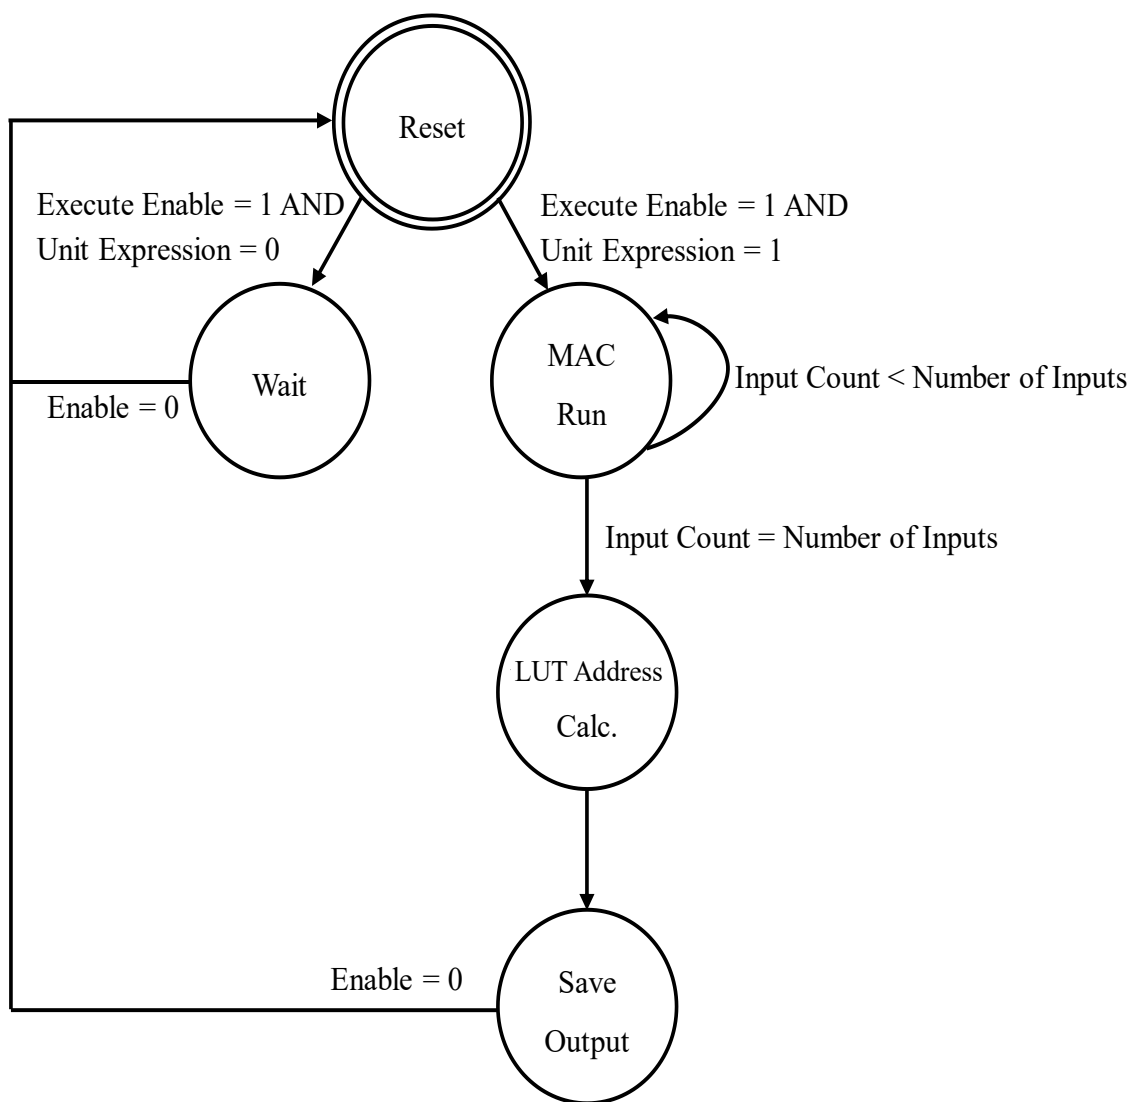 Reset
Execute Enable = 1 AND
Unit Expression = 0
Execute Enable = 1 AND
Unit Expression = 1
Wait
Enable = 0
MAC
Run
Input Count < Number of Inputs
Input Count = Number of Inputs
LUT Address
Calc.
Enable = 0
Save
Output